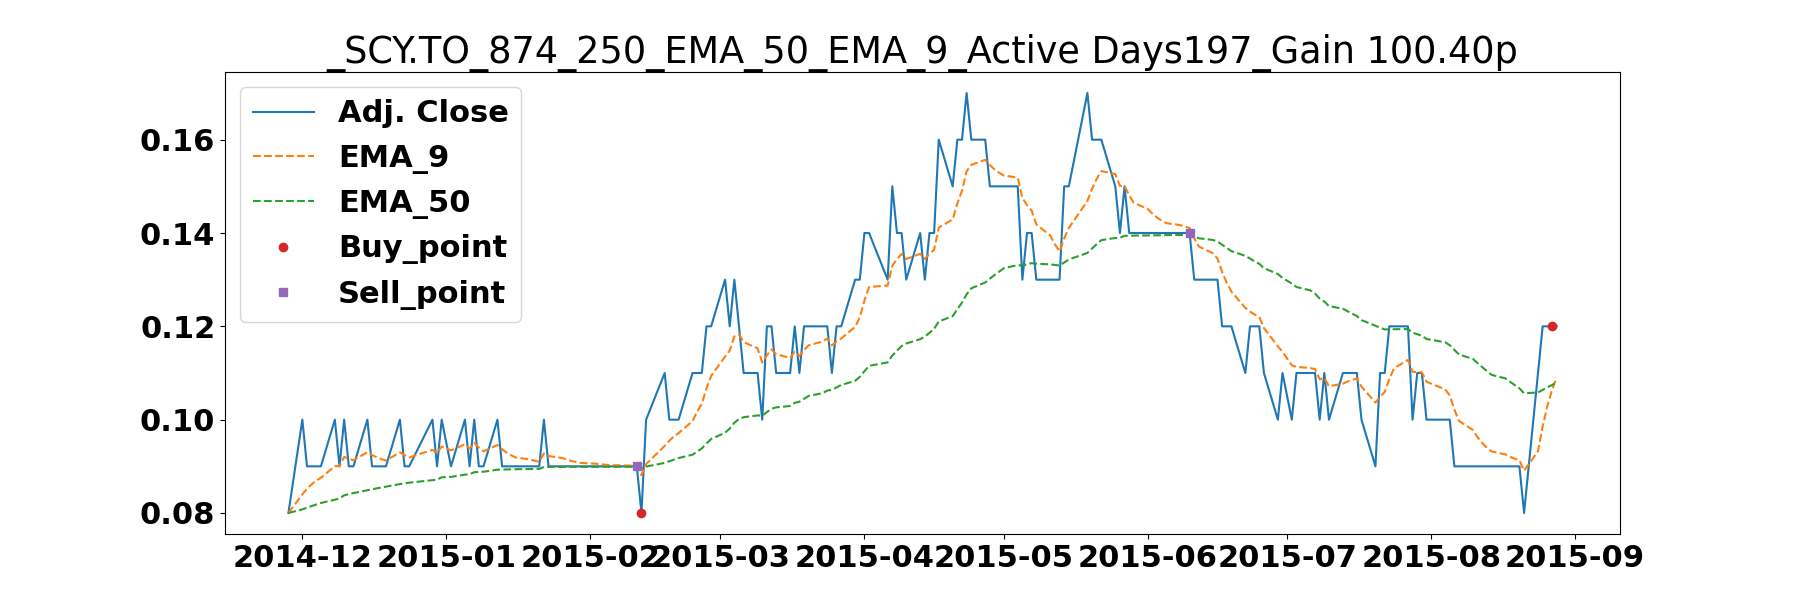 _SCY.TO_874_250_EMA_50_EMA_9_Active Days197_Gain 100.40p
Adj. Close
EMA_9
EMA_50
Buy_point
Sell_point
0.16
0.14
0.12
0.10
0.08
2014-12 2015-01 2015-02 2015-03 2015-04 2015-05 2015-06 2015-07 2015-08 2015-09